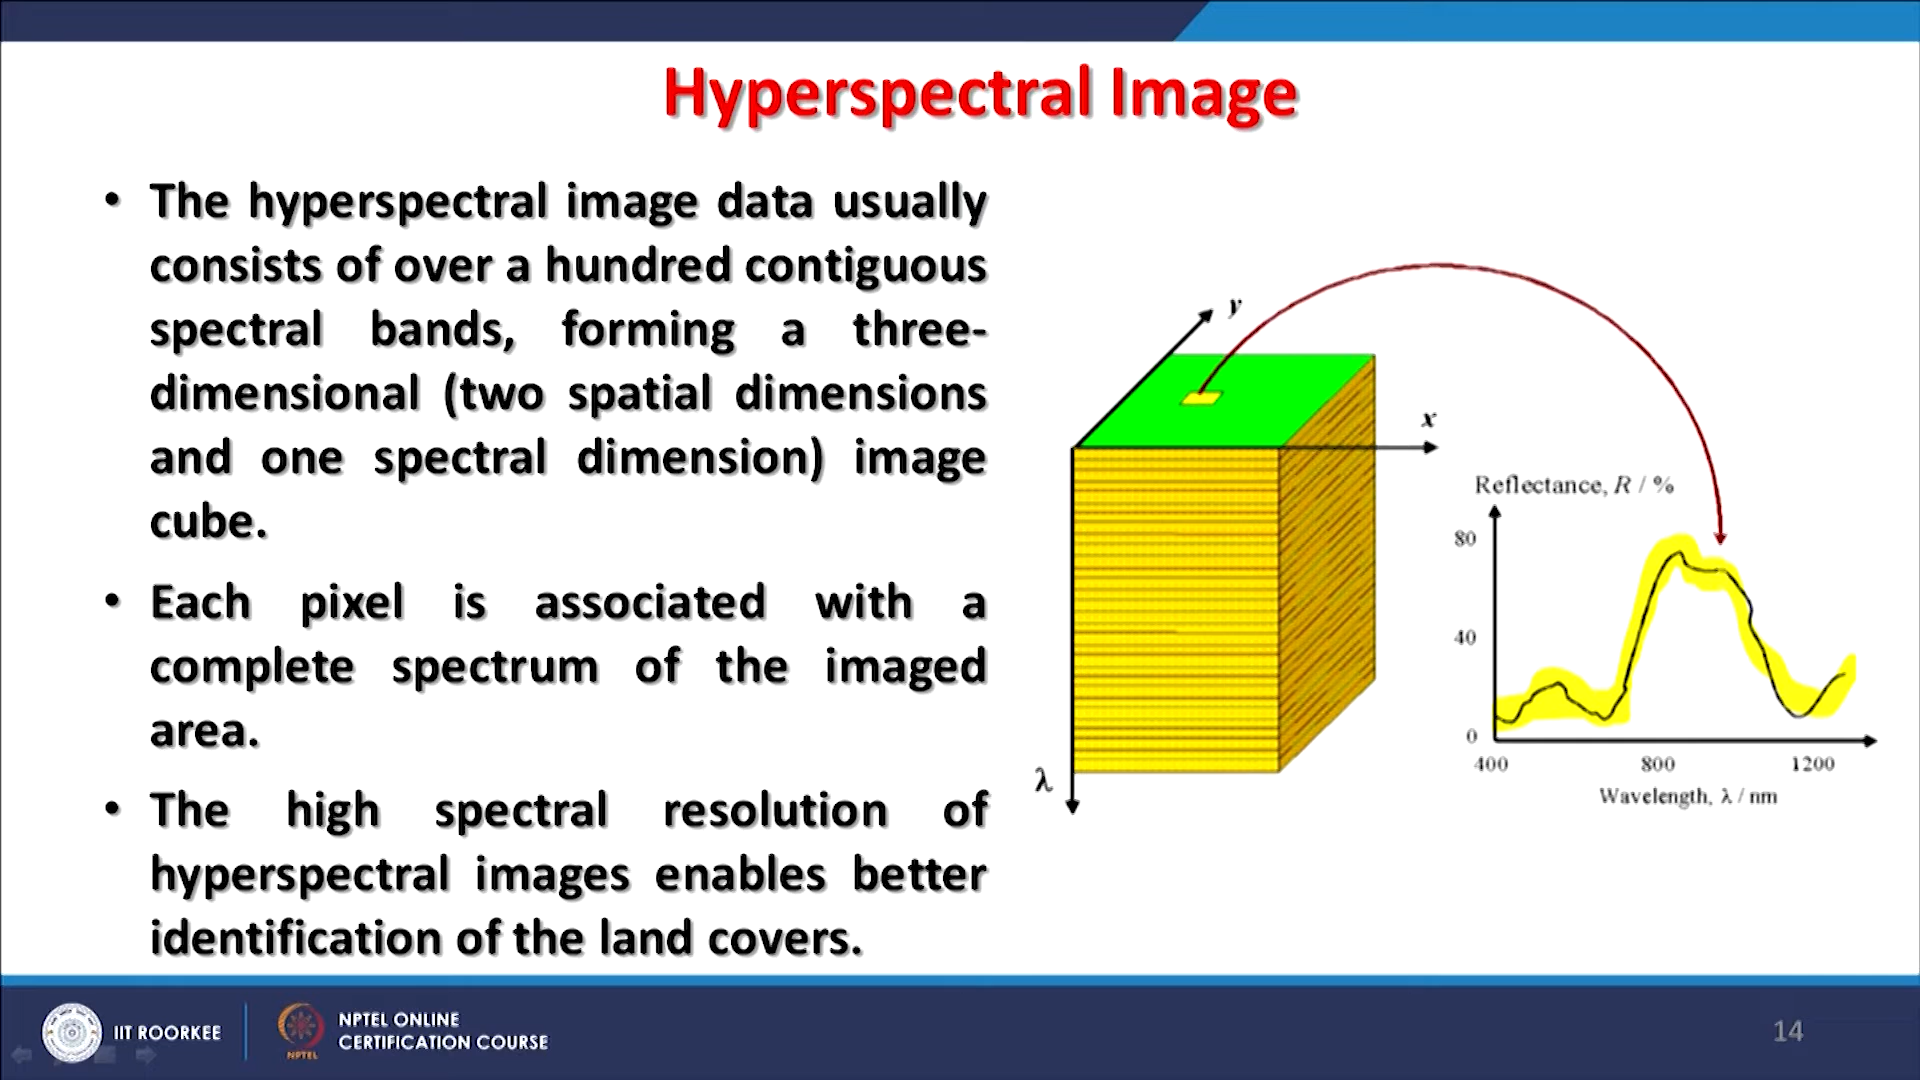 Hyperspectral Image
• The hyperspectral image data usually
consists of over a hundred contiguous
spectral bands, forming a three-
dimensional (two spatial dimensions
and one spectral dimension) image
cube.
• Each pixel is associated with a
complete spectrum of the imaged
area.
• The high spectral resolution of
hyperspectral images enables better
identification of the land covers.
y
x
λ
Reflectance, R / %
80
40
0
400 800 1200
Wavelength, λ / nm
IIT ROORKEE
NPTEL
NPTEL ONLINE
CERTIFICATION COURSE
14